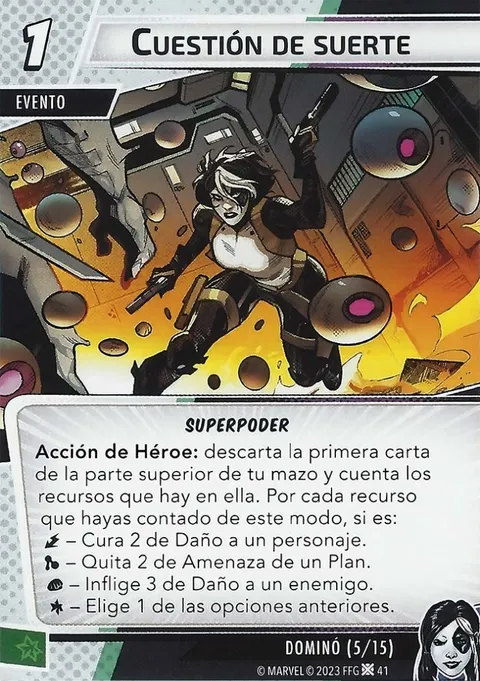 1
CUESTIÓN DE SUERTE
EVENTO
SUPERPODER
Acción de Héroe: descarta la primera carta
de la parte superior de tu mazo y cuenta los
recursos que hay en ella. Por cada recurso
que hayas contado de este modo, si es:
– Cura 2 de Daño a un personaje.
– Quita 2 de Amenaza de un Plan.
– Inflige 3 de Daño a un enemigo.
– Elige 1 de las opciones anteriores.
DOMINÓ (5/15)
© MARVEL © 2023 FFG 41